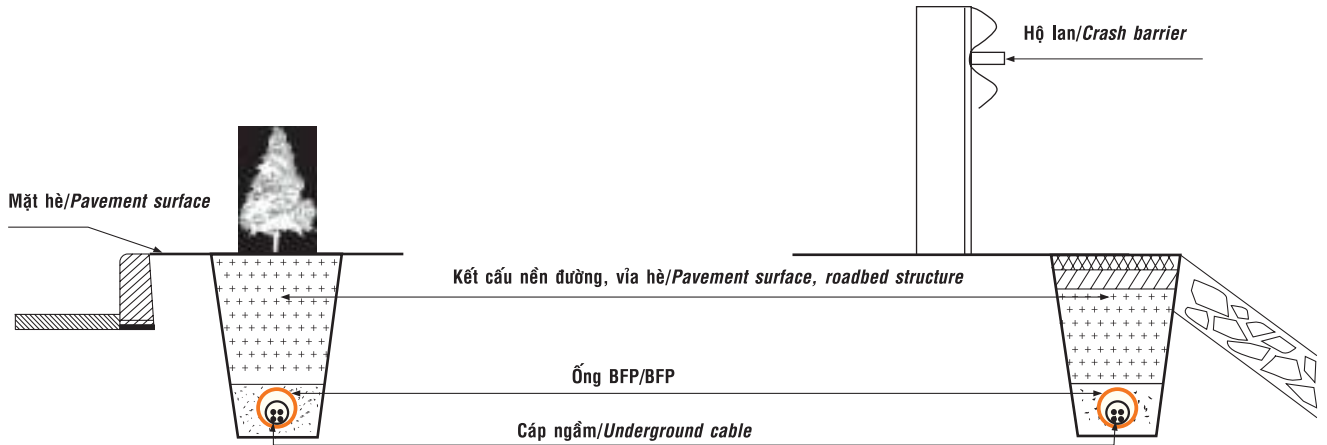 Hộ lan/Crash barrier
Mặt hè/Pavement surface
Kết cấu nền đường, vỉa hè/Pavement surface, roadbed structure
Ống BFP/BFP
Cáp ngầm/Underground cable